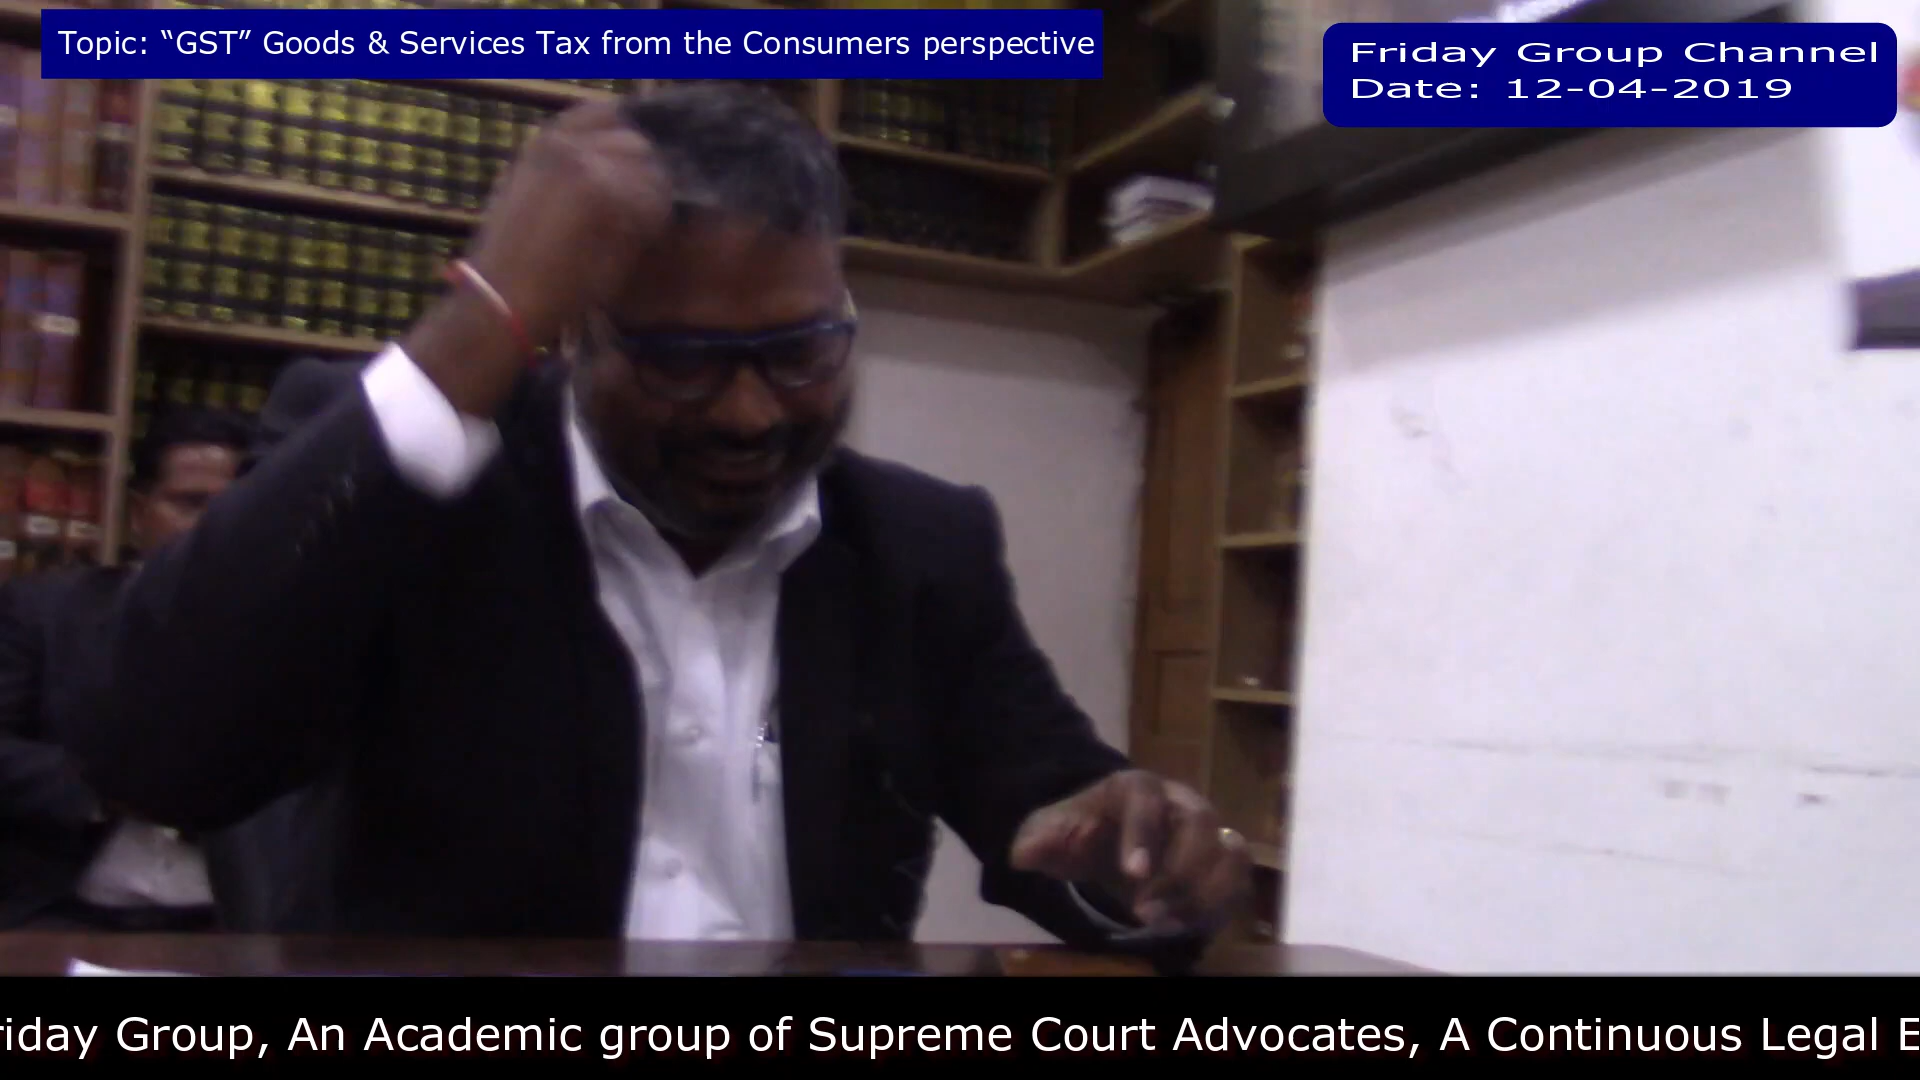 Topic: “GST” Goods & Services Tax from the Consumers perspective
Friday Group Channel
Date: 12-04-2019
riday Group, An Academic group of Supreme Court Advocates, A Continuous Legal E